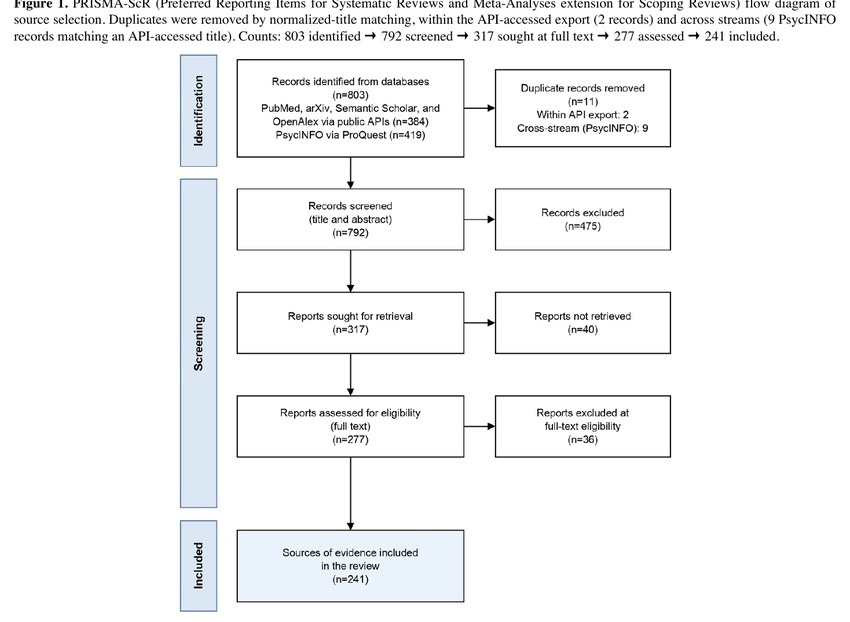 Figure 1. PRISMA-ScR (Preferred Reporting Items for Systematic Reviews and Meta-Analyses extension for Scoping Reviews) flow diagram of
source selection. Duplicates were removed by normalized-title matching, within the API-accessed export (2 records) and across streams (9 PsycINFO
records matching an API-accessed title). Counts: 803 identified → 792 screened → 317 sought at full text → 277 assessed → 241 included.
Identification
Records identified from databases
(n=803)
PubMed, arXiv, Semantic Scholar, and
OpenAlex via public APIs (n=384)
PsycINFO via ProQuest (n=419)
Duplicate records removed
(n=11)
Within API export: 2
Cross-stream (PsycINFO): 9
Screening
Records screened
(title and abstract)
(n=792)
Records excluded
(n=475)
Reports sought for retrieval
(n=317)
Reports not retrieved
(n=40)
Reports assessed for eligibility
(full text)
(n=277)
Reports excluded at
full-text eligibility
(n=36)
Included
Sources of evidence included
in the review
(n=241)